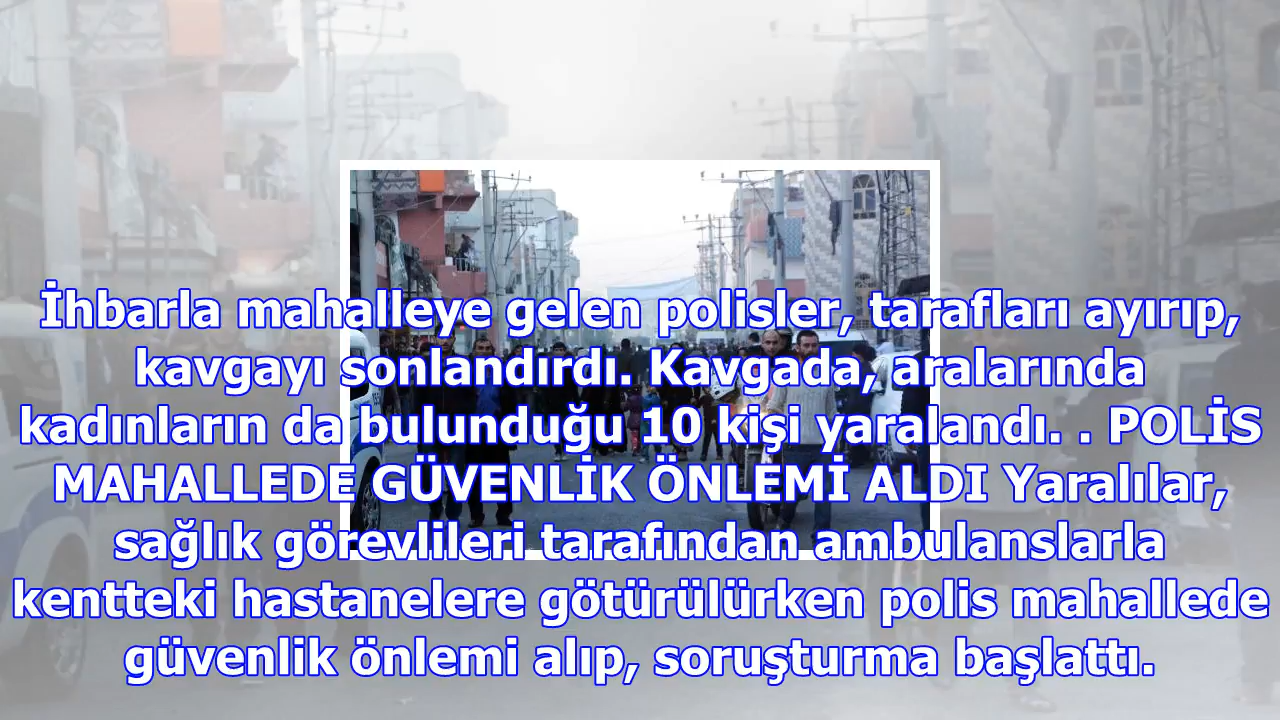 İhbarla mahalleye gelen polisler, tarafları ayırıp,
kavgayı sonlandırdı. Kavgada, aralarında
kadınların da bulunduğu 10 kişi yaralandı. . POLİS
MAHALLEDE GÜVENLİK ÖNLEMİ ALDI Yaralılar,
sağlık görevlileri tarafından ambulanslarla
kentteki hastanelere götürülürken polis mahallede
güvenlik önlemi alıp, soruşturma başlattı.